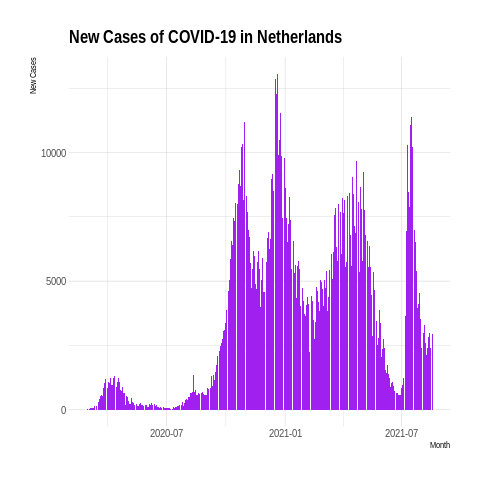 New Cases of COVID-19 in Netherlands
New Cases
10000
5000
0
2020-07
2021-01
2021-07
Month